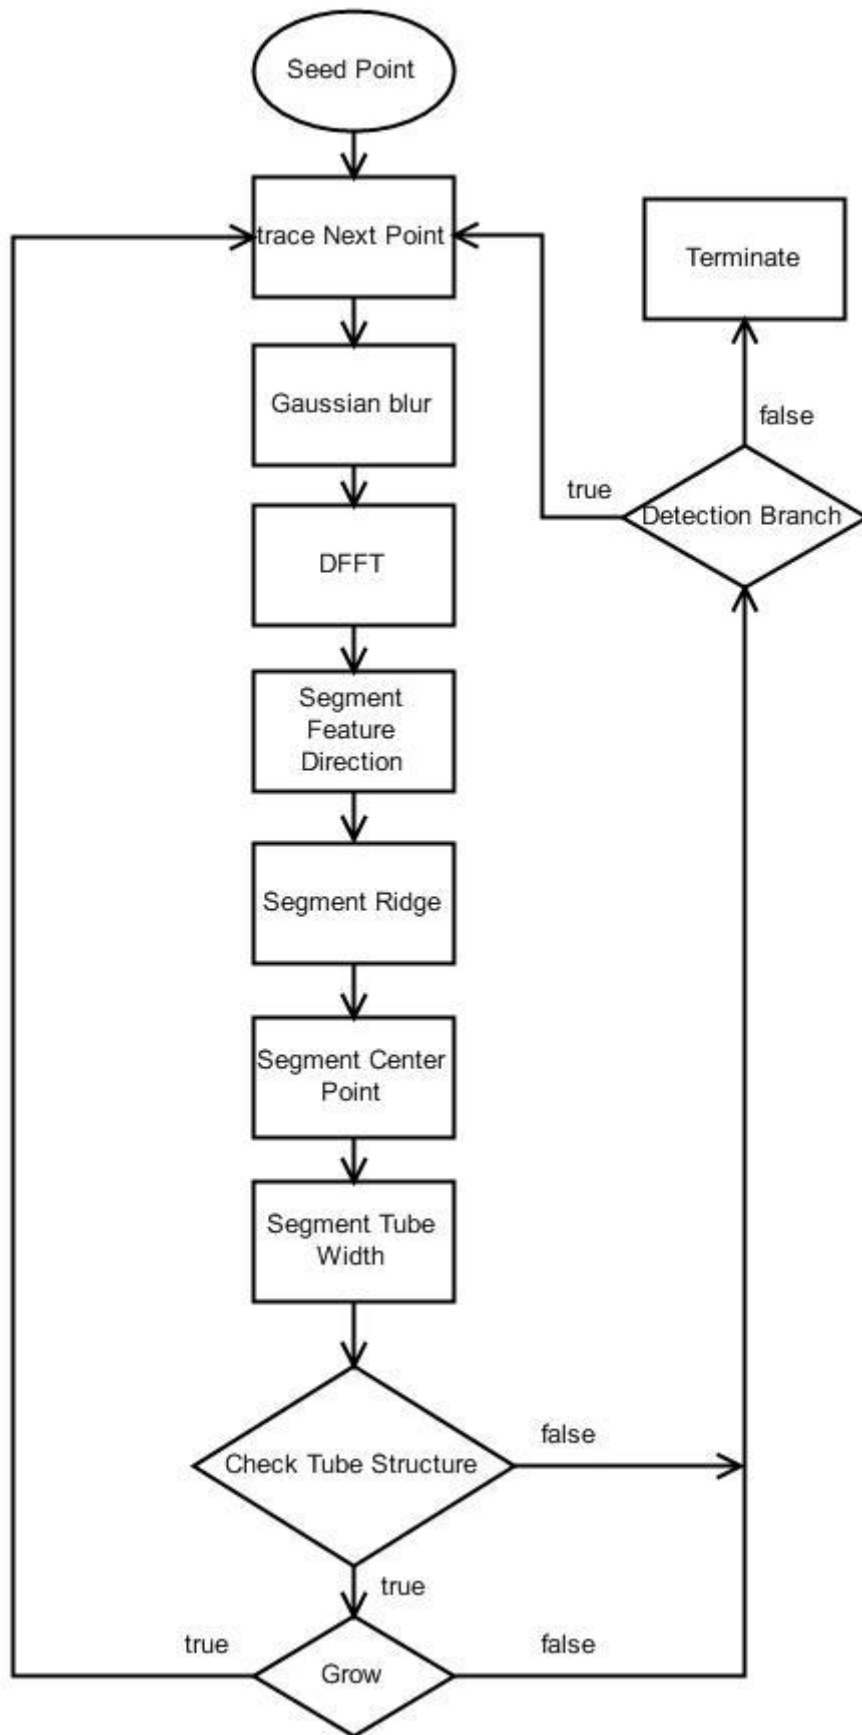 Seed Point
trace Next Point
Terminate
Gaussian blur
false
true
Detection Branch
DFFT
Segment
Feature
Direction
Segment Ridge
Segment Center
Point
Segment Tube
Width
false
Check Tube Structure
true
true
false
Grow